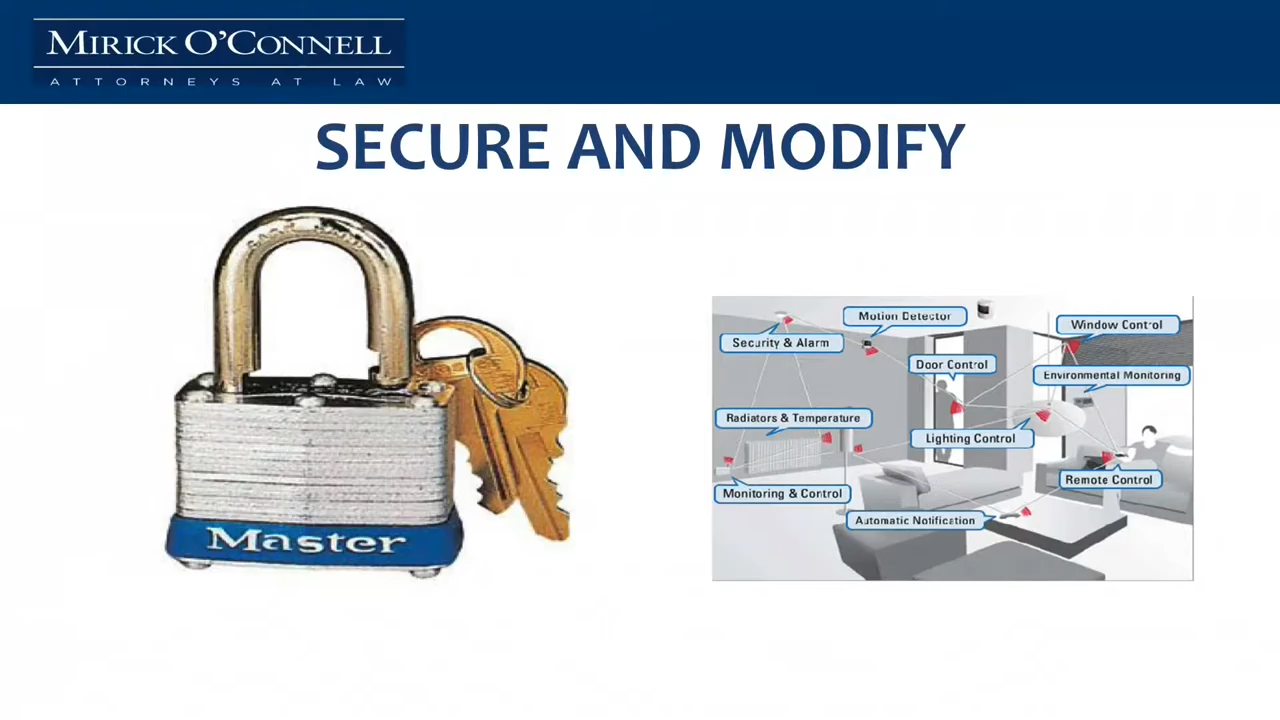 MIRICK O'CONNELL
ATTORNEYS AT LAW
SECURE AND MODIFY
Master
Motion Detector
Window Control
Security & Alarm
Door Control
Environmental Monitoring
Radiators & Temperature
Lighting Control
Remote Control
Monitoring & Control
Automatic Notification